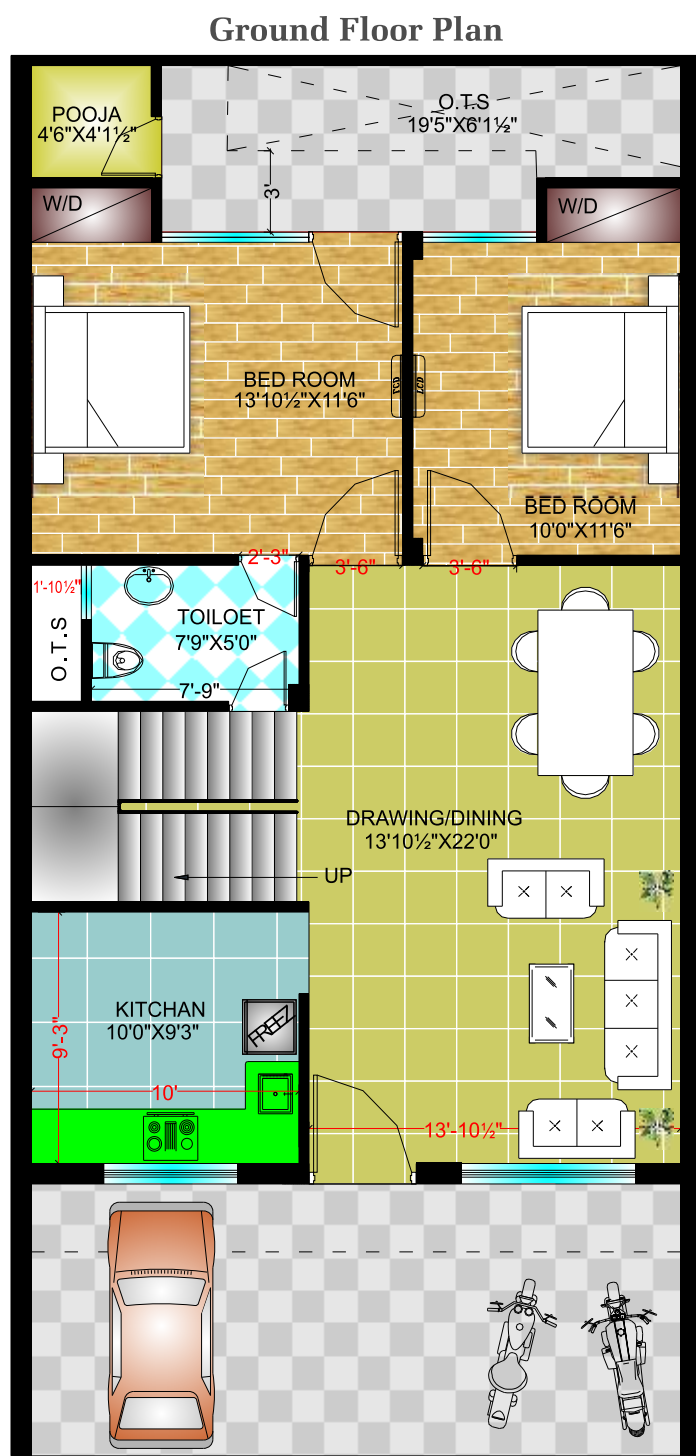 Ground Floor Plan
POOJA
4'6"X4'1½"
O.T.S
19'5"X6'1½"
3'
W/D
W/D
BED ROOM
13'10½"X11'6"
LCD
LCD
BED ROOM
10'0"X11'6"
2'-3"
3'-6"
3'-6"
1'-10½"
O.T.S
TOILOET
7'9"X5'0"
7'-9"
DRAWING/DINING
13'10½"X22'0"
UP
KITCHAN
10'0"X9'3"
FREEZ
9'-3"
10'
13'-10½"